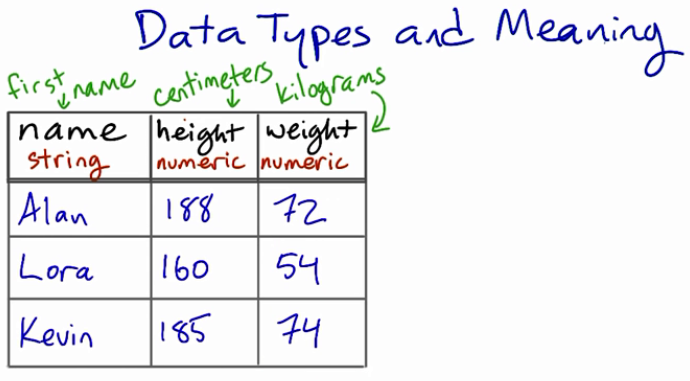 Data Types and Meaning
first name centimeters kilograms
name height weight
string numeric numeric
Alan 188 72
Lora 160 54
Kevin 185 74